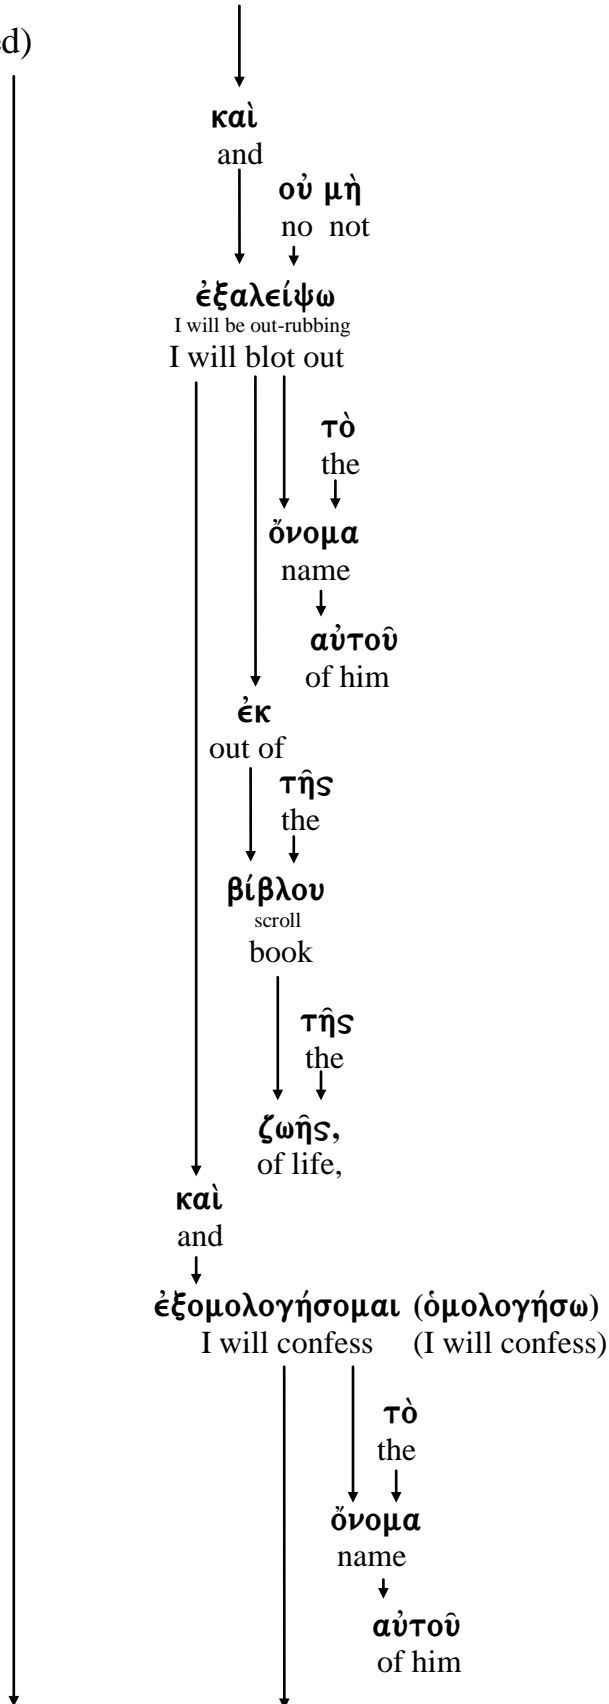 ed)
καὶ
and
οὐ μὴ
no not
ἐξαλείψω
I will be out-rubbing
I will blot out
τὸ
the
ὄνομα
name
αὐτοῦ
of him
ἐκ
out of
τῆς
the
βίβλου
scroll
book
τῆς
the
ζωῆς,
of life,
καὶ
and
ἐξομολογήσομαι (ὁμολογήσω)
I will confess (I will confess)
τὸ
the
ὄνομα
name
αὐτοῦ
of him